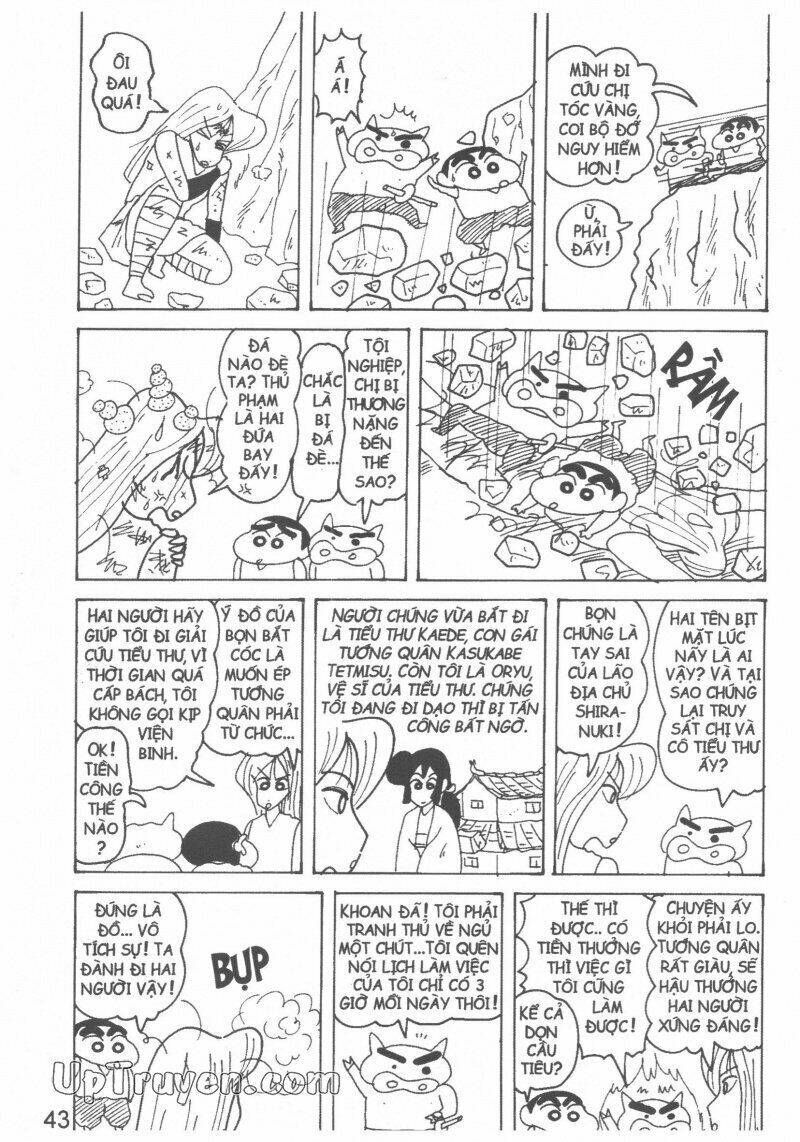 MÌNH ĐI
CỨU CHỊ
TÓC VÀNG,
COI BỘ ĐỚ
NGUY HIỂM
HƠN!
Ừ,
PHẢI
ĐẤY!
Á
Á!
ÔI
ĐAU
QUÁ!
RẦM
TỘI
NGHIỆP,
CHỊ BỊ
THƯƠNG
NẶNG
ĐẾN
THẾ
SAO?
CHẮC
LÀ
BỊ
ĐÁ
ĐÈ...
ĐÁ
NÀO ĐÈ
TA? THỦ
PHẠM
LÀ HAI
ĐỨA
BAY
ĐẤY!
HAI TÊN BỊT
MẶT LÚC
NÃY LÀ AI
VẬY? VÀ TẠI
SAO CHÚNG
LẠI TRUY
SÁT CHỊ VÀ
CÔ TIỂU THƯ
ẤY?
BỌN
CHÚNG LÀ
TAY SAI
CỦA LÃO
ĐỊA CHỦ
SHIRA-
NUKI!
NGƯỜI CHÚNG VỪA BẮT ĐI
LÀ TIỂU THƯ KAEDE, CON GÁI
TƯỚNG QUÂN KASUKABE
TETMISU. CÒN TÔI LÀ ORYU,
VỆ SĨ CỦA TIỂU THƯ. CHÚNG
TÔI ĐANG ĐI DẠO THÌ BỊ TẤN
CÔNG BẤT NGỜ.
Ý ĐỒ CỦA
BỌN BẮT
CÓC LÀ
MUỐN ÉP
TƯỚNG
QUÂN PHẢI
TỪ CHỨC...
HAI NGƯỜI HÃY
GIÚP TÔI ĐI GIẢI
CỨU TIỂU THƯ, VÌ
THỜI GIAN QUÁ
CẤP BÁCH, TÔI
KHÔNG GỌI KỊP
VIỆN
BINH.
OK!
TIỀN
CÔNG
THẾ
NÀO?
CHUYỆN ẤY
KHỎI PHẢI LO.
TƯỚNG QUÂN
RẤT GIÀU, SẼ
HẬU THƯỞNG
HAI NGƯỜI
XỨNG ĐÁNG!
THẾ THÌ
ĐƯỢC.. CÓ
TIỀN THƯỞNG
THÌ VIỆC GÌ
TÔI CŨNG
LÀM
ĐƯỢC!
KỂ CẢ
DỌN
CẦU
TIÊU?
KHOAN ĐÃ! TÔI PHẢI
TRANH THỦ VỀ NGỦ
MỘT CHÚT...TÔI QUÊN
NÓI LỊCH LÀM VIỆC
CỦA TÔI CHỈ CÓ 3
GIỜ MỖI NGÀY THÔI!
BỤP
ĐÚNG LÀ
ĐỒ... VÔ
TÍCH SỰ! TA
ĐÀNH ĐI HAI
NGƯỜI VẬY!
UpTruyen.com
43